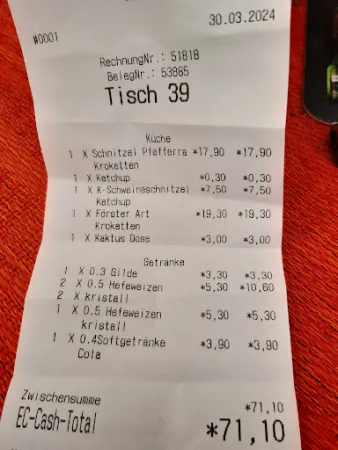 30.03.2024
#0001
RechnungNr.: 51818
BelegNr.: 53885
Tisch 39
Küche
1 X Schnitzel Pfefferra *17,90 *17,90
Kroketten
1 X Ketchup *0,30 *0,30
1 X K-Schweineschnitzel *7,50 *7,50
Ketchup
1 X Förster Art *19,30 *19,30
Kroketten
1 X Kaktus Dose *3,00 *3,00
Getränke
1 X 0.3 Gilde *3,30 *3,30
2 X 0.5 Hefeweizen *5,30 *10,60
2 X kristall
1 X 0.5 Hefeweizen *5,30 *5,30
kristall
1 X 0.4Softgetränke *3,90 *3,90
Cola
Zwischensumme *71,10
EC-Cash-Total *71,10